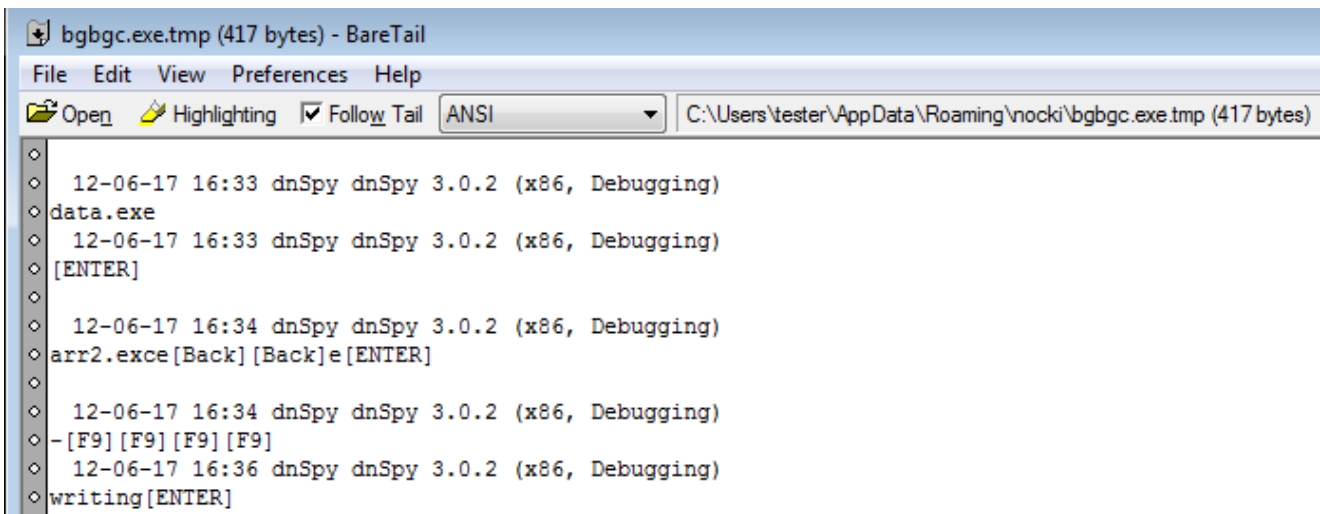 bgbgc.exe.tmp (417 bytes) - BareTail
File Edit View Preferences Help
Open Highlighting Follow Tail ANSI C:\Users\tester\AppData\Roaming\nocki\bgbgc.exe.tmp (417 bytes)
12-06-17 16:33 dnSpy dnSpy 3.0.2 (x86, Debugging)
data.exe
12-06-17 16:33 dnSpy dnSpy 3.0.2 (x86, Debugging)
[ENTER]
12-06-17 16:34 dnSpy dnSpy 3.0.2 (x86, Debugging)
arr2.exce[Back][Back]e[ENTER]
12-06-17 16:34 dnSpy dnSpy 3.0.2 (x86, Debugging)
-[F9][F9][F9][F9]
12-06-17 16:36 dnSpy dnSpy 3.0.2 (x86, Debugging)
writing[ENTER]